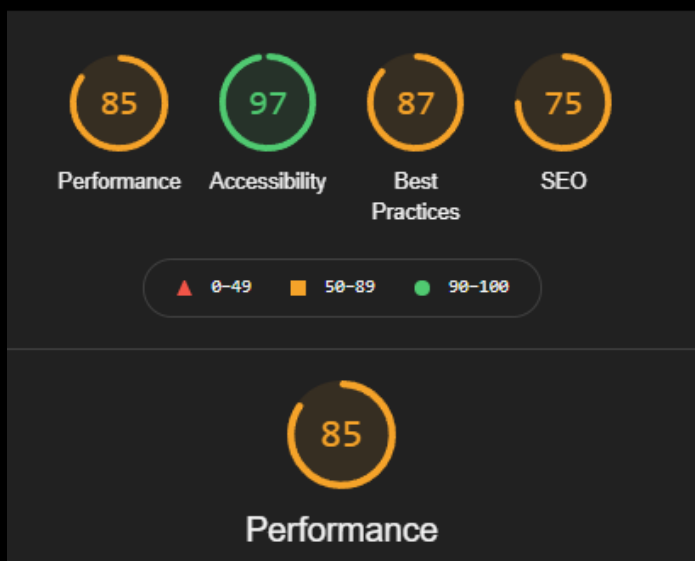 85 97 87 75
Performance Accessibility Best SEO
Practices
0-49 50-89 90-100
85
Performance